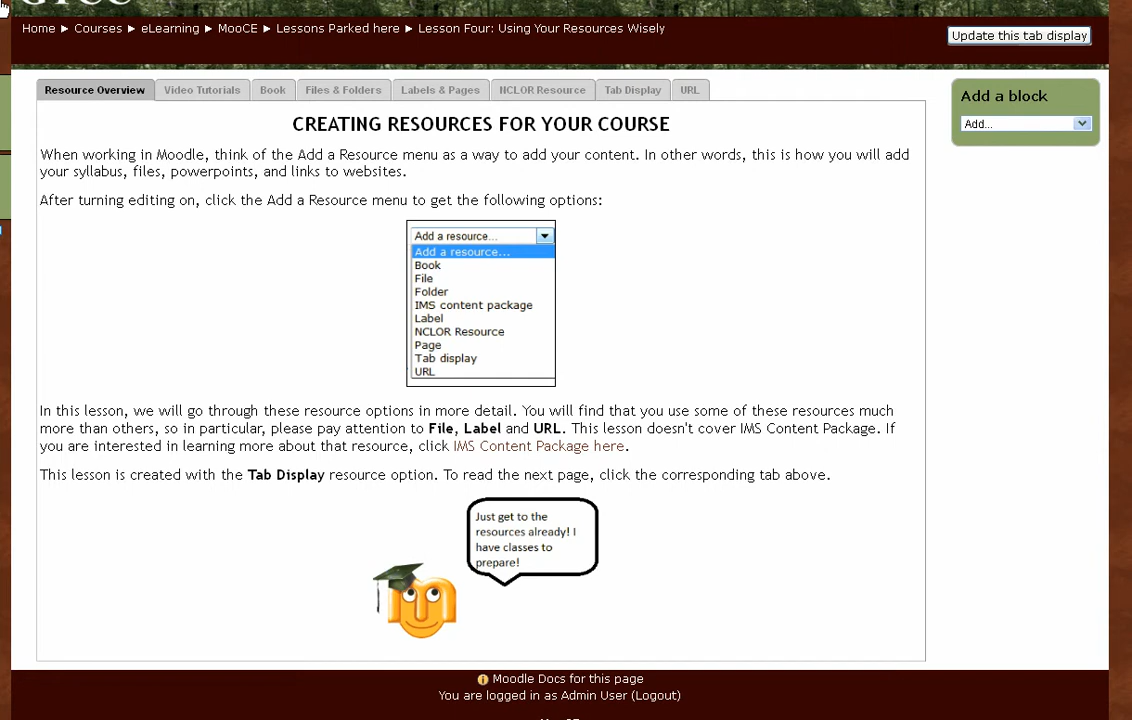 Home ► Courses ► eLearning ► MooCE ► Lessons Parked here ► Lesson Four: Using Your Resources Wisely
Update this tab display
Resource Overview
Video Tutorials
Book
Files & Folders
Labels & Pages
NCLOR Resource
Tab Display
URL
Add a block
Add...
CREATING RESOURCES FOR YOUR COURSE
When working in Moodle, think of the Add a Resource menu as a way to add your content. In other words, this is how you will add
your syllabus, files, powerpoints, and links to websites.
After turning editing on, click the Add a Resource menu to get the following options:
Add a resource...
Add a resource...
Book
File
Folder
IMS content package
Label
NCLOR Resource
Page
Tab display
URL
In this lesson, we will go through these resource options in more detail. You will find that you use some of these resources much
more than others, so in particular, please pay attention to File, Label and URL. This lesson doesn't cover IMS Content Package. If
you are interested in learning more about that resource, click IMS Content Package here.
This lesson is created with the Tab Display resource option. To read the next page, click the corresponding tab above.
Just get to the
resources already! I
have classes to
prepare!
Moodle Docs for this page
You are logged in as Admin User (Logout)